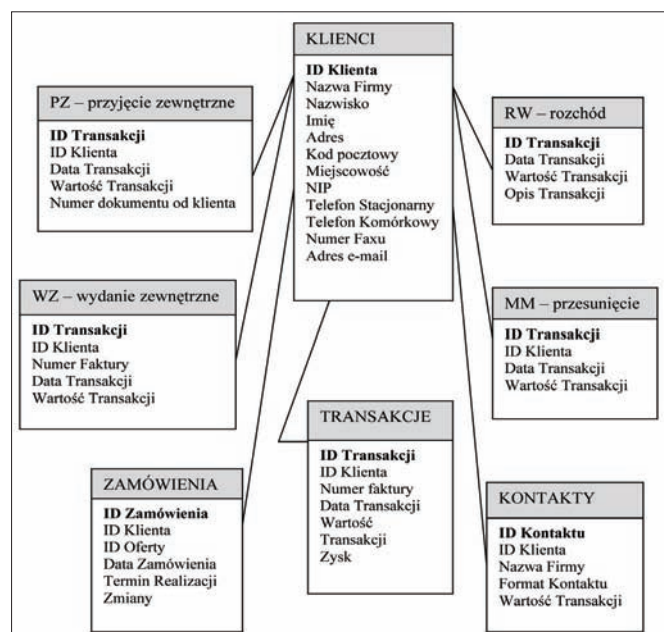 KLIENCI
ID Klienta
Nazwa Firmy
Nazwisko
Imię
Adres
Kod pocztowy
Miejscowość
NIP
Telefon Stacjonarny
Telefon Komórkowy
Numer Faxu
Adres e-mail
PZ – przyjęcie zewnętrzne
ID Transakcji
ID Klienta
Data Transakcji
Wartość Transakcji
Numer dokumentu od klienta
RW – rozchód
ID Transakcji
Data Transakcji
Wartość Transakcji
Opis Transakcji
WZ – wydanie zewnętrzne
ID Transakcji
ID Klienta
Numer Faktury
Data Transakcji
Wartość Transakcji
MM – przesunięcie
ID Transakcji
ID Klienta
Data Transakcji
Wartość Transakcji
TRANSAKCJE
ID Transakcji
ID Klienta
Numer faktury
Data Transakcji
Wartość
Transakcji
Zysk
ZAMÓWIENIA
ID Zamówienia
ID Klienta
ID Oferty
Data Zamówienia
Termin Realizacji
Zmiany
KONTAKTY
ID Kontaktu
ID Klienta
Nazwa Firmy
Format Kontaktu
Wartość Transakcji